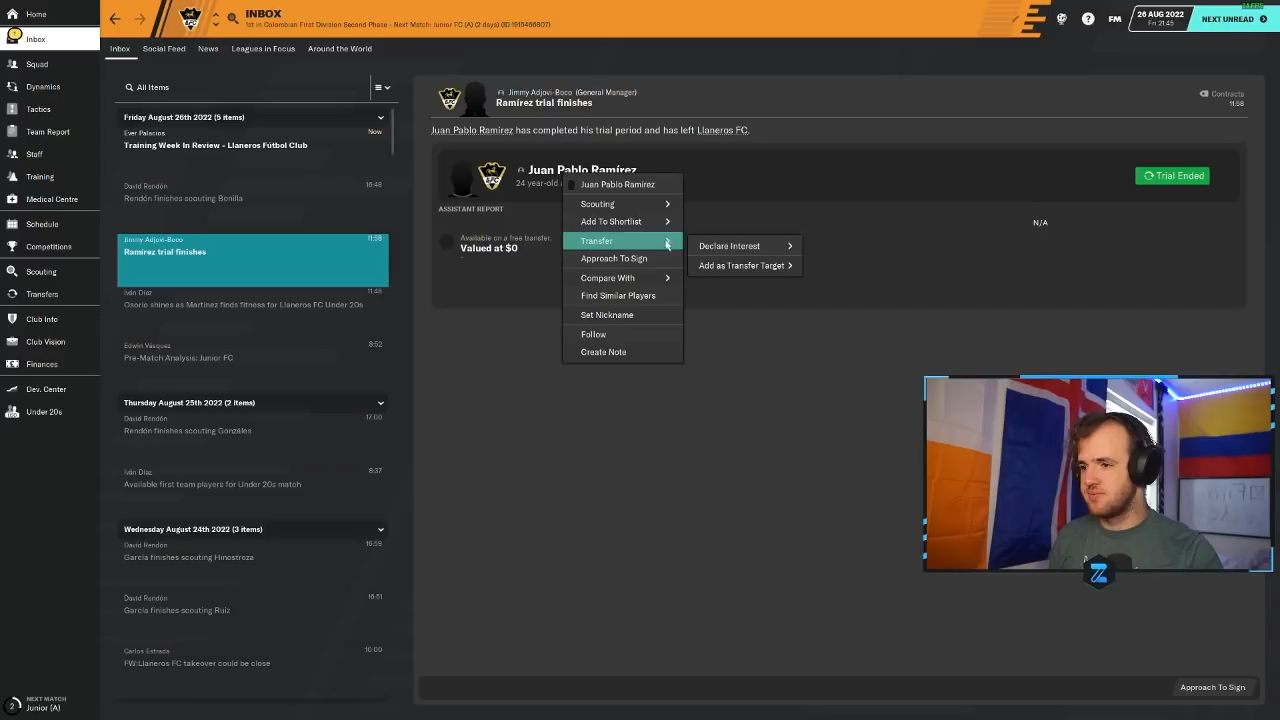 Home
Inbox
Squad
Dynamics
Tactics
Team Report
Staff
Training
Medical Centre
Schedule
Competitions
Scouting
Transfers
Club Info
Club Vision
Finances
Dev. Center
Under 20s
NEXT MATCH
2 Junior (A)
INBOX
1st in Colombian First Division Second Phase - Next Match: Junior FC (A) (2 days) (ID:1915466807)
FM
26 AUG 2022
Fri 21:45
NEXT UNREAD
Inbox
Social Feed
News
Leagues in Focus
Around the World
All Items
Friday August 26th 2022 (5 items)
Ever Palacios
Now
Training Week In Review - Llaneros Fútbol Club
David Rendón
16:48
Rendón finishes scouting Bonilla
Jimmy Adjovi-Boco
11:58
Ramírez trial finishes
Iván Díaz
11:48
Osorio shines as Martínez finds fitness for Llaneros FC Under 20s
Edwin Vásquez
8:52
Pre-Match Analysis: Junior FC
Thursday August 25th 2022 (2 items)
David Rendón
17:00
Rendón finishes scouting Gonzáles
Iván Díaz
8:37
Available first team players for Under 20s match
Wednesday August 24th 2022 (3 items)
David Rendón
16:59
García finishes scouting Hinostroza
David Rendón
16:51
García finishes scouting Ruiz
Carlos Estrada
10:00
FW:Llaneros FC takeover could be close
Jimmy Adjovi-Boco (General Manager)
Ramírez trial finishes
Contracts
11:58
Juan Pablo Ramírez has completed his trial period and has left Llaneros FC.
Juan Pablo Ramírez
24 year-old
Trial Ended
ASSISTANT REPORT
N/A
Available on a free transfer.
Valued at $0
Juan Pablo Ramírez
Scouting
Add To Shortlist
Transfer
Approach To Sign
Compare With
Find Similar Players
Set Nickname
Follow
Create Note
Declare Interest
Add as Transfer Target
Approach To Sign